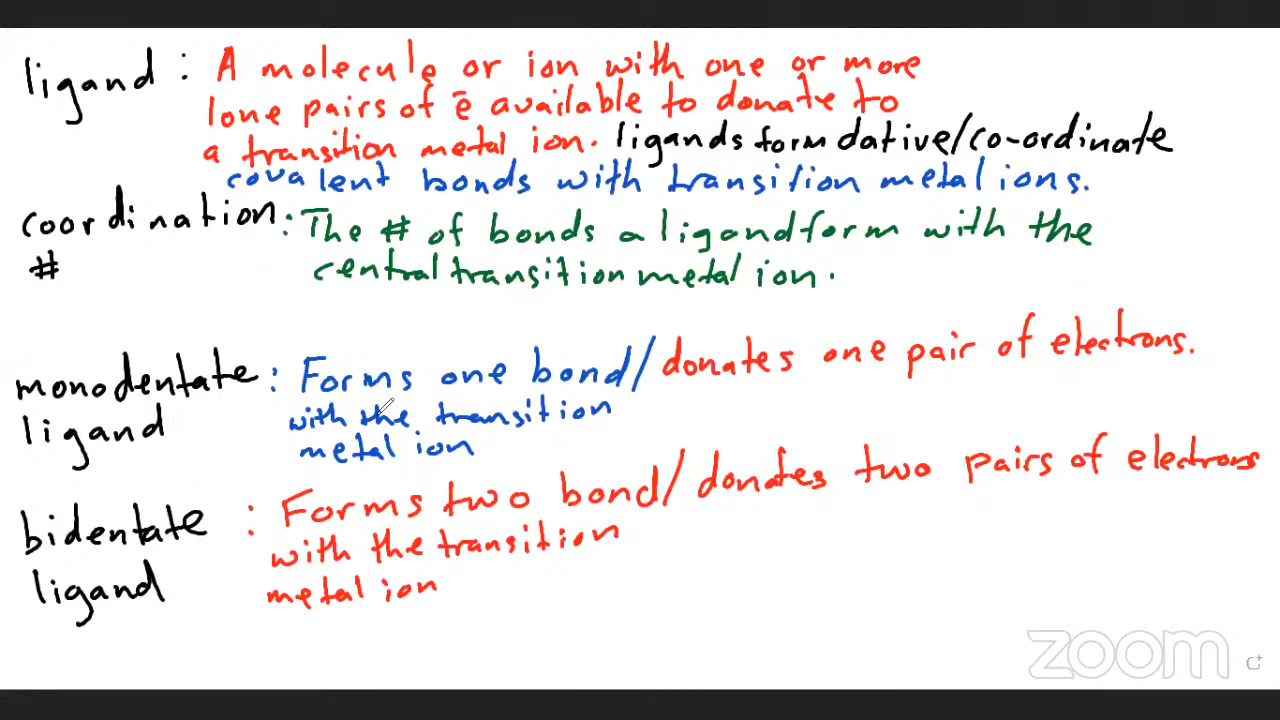 ligand : A molecule or ion with one or more
lone pairs of ē available to donate to
a transition metal ion. ligands form dative/co-ordinate
covalent bonds with transition metal ions.
coordination : The # of bonds a ligand form with the
# central transition metal ion.
monodentate : Forms one bond/donates one pair of electrons.
ligand with the transition
metal ion
bidentate : Forms two bond/donates two pairs of electrons
ligand with the transition
metal ion
zoom